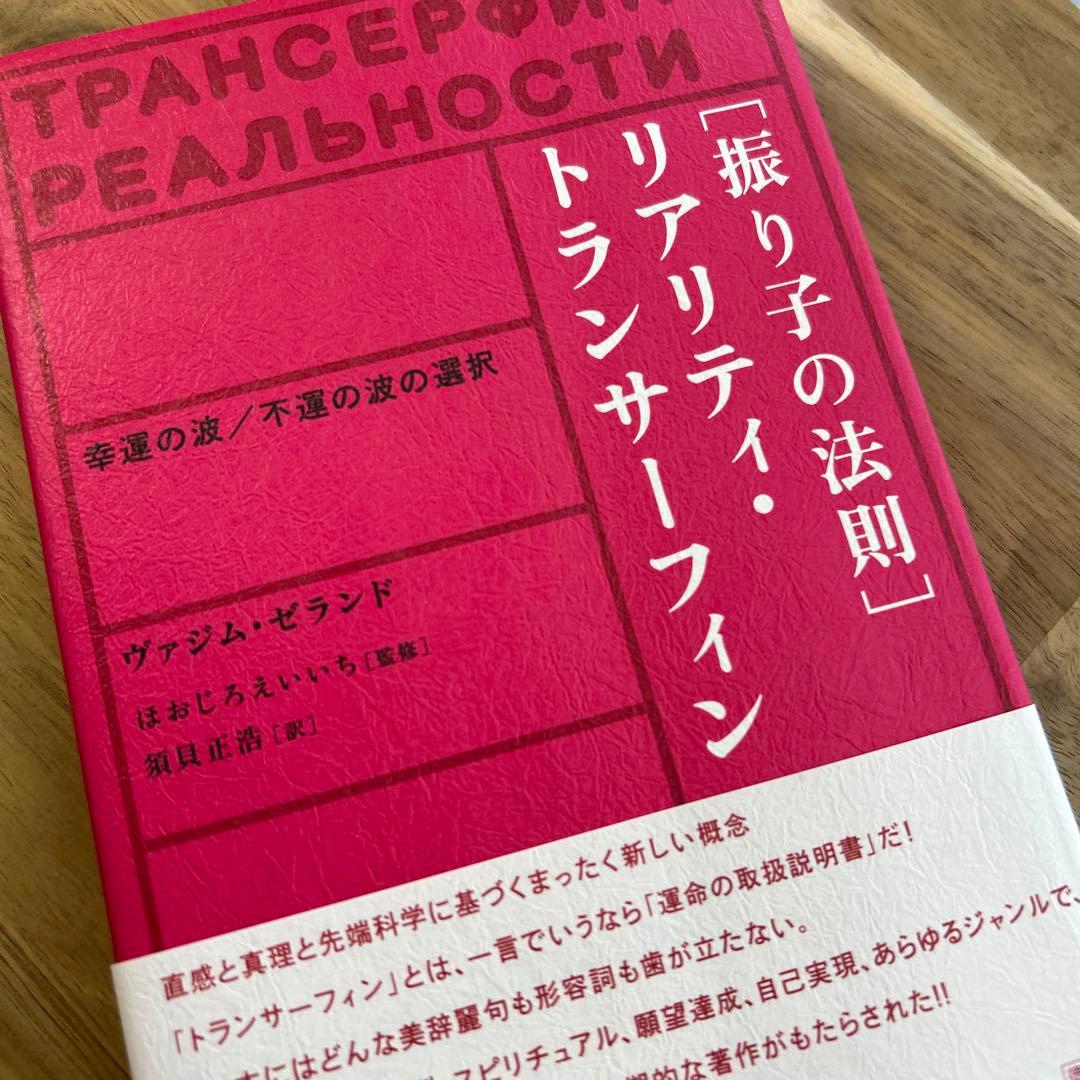 ТРАНСЕРФИН
РЕАЛЬНОСТИ
[振り子の法則]
リアリティ・
トランサーフィン
幸運の波/不運の波の選択
ヴァジム・ゼランド
ほおじろえいいち[監修]
須貝正浩[訳]
直感と真理と先端科学に基づくまったく新しい概念
「トランサーフィン」とは、一言でいうなら「運命の取扱説明書」だ!
にはどんな美辞麗句も形容詞も歯が立たない。
スピリチュアル、願望達成、自己実現、あらゆるジャンルで、
的な著作がもたらされた!!